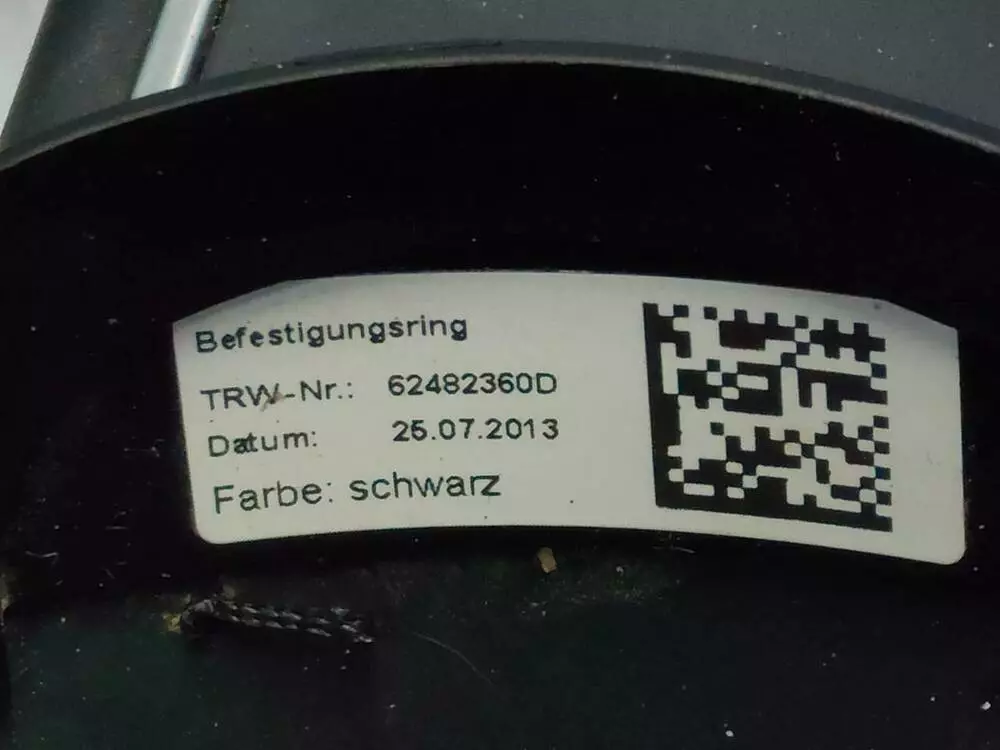 Befestigungsring
TRW-Nr.: 62482360D
Datum: 25.07.2013
Farbe: schwarz